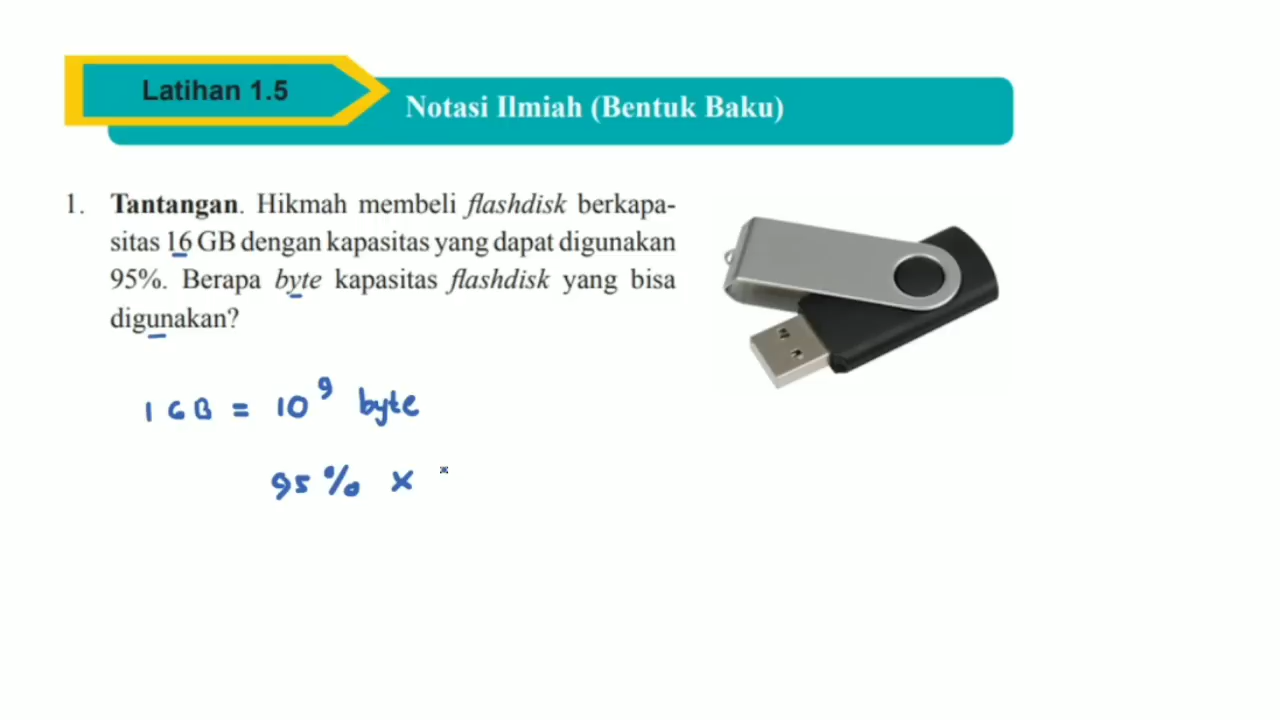 Latihan 1.5
Notasi Ilmiah (Bentuk Baku)
1. Tantangan. Hikmah membeli flashdisk berkapa-
sitas 16 GB dengan kapasitas yang dapat digunakan
95%. Berapa byte kapasitas flashdisk yang bisa
digunakan?
1 GB = 10⁹ byte
95% x